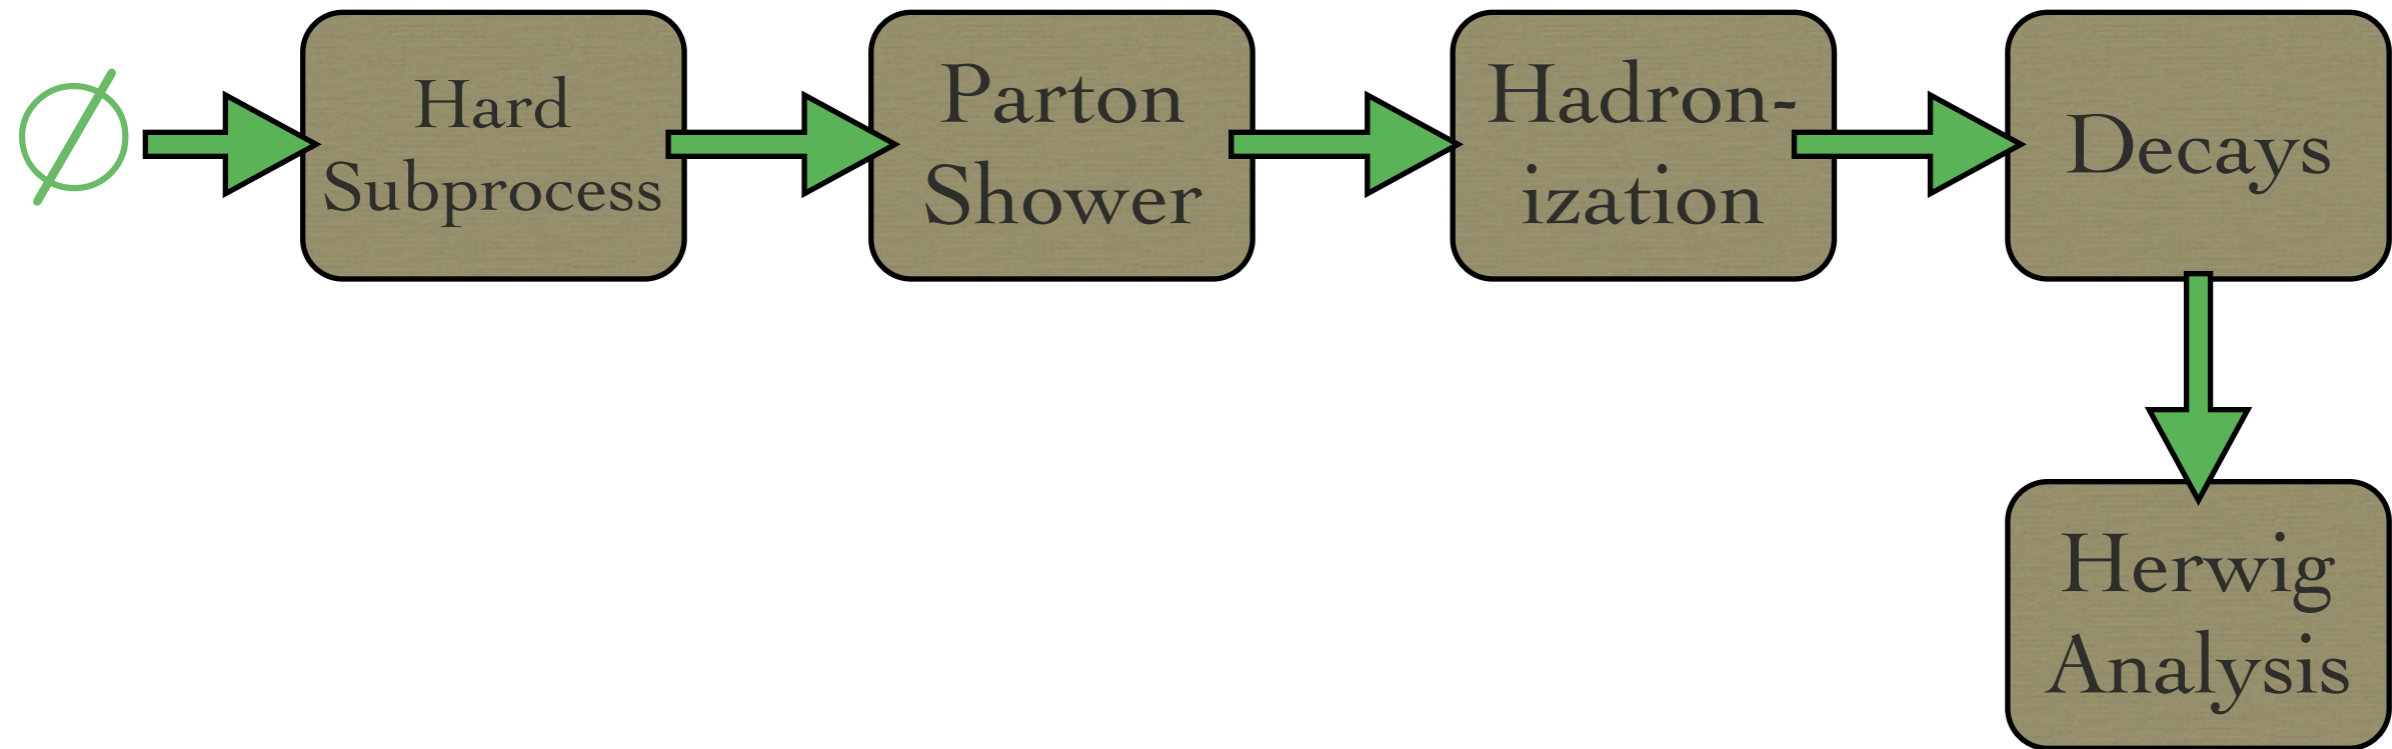 ∅
Hard
Subprocess
Parton
Shower
Hadron-
ization
Decays
Herwig
Analysis